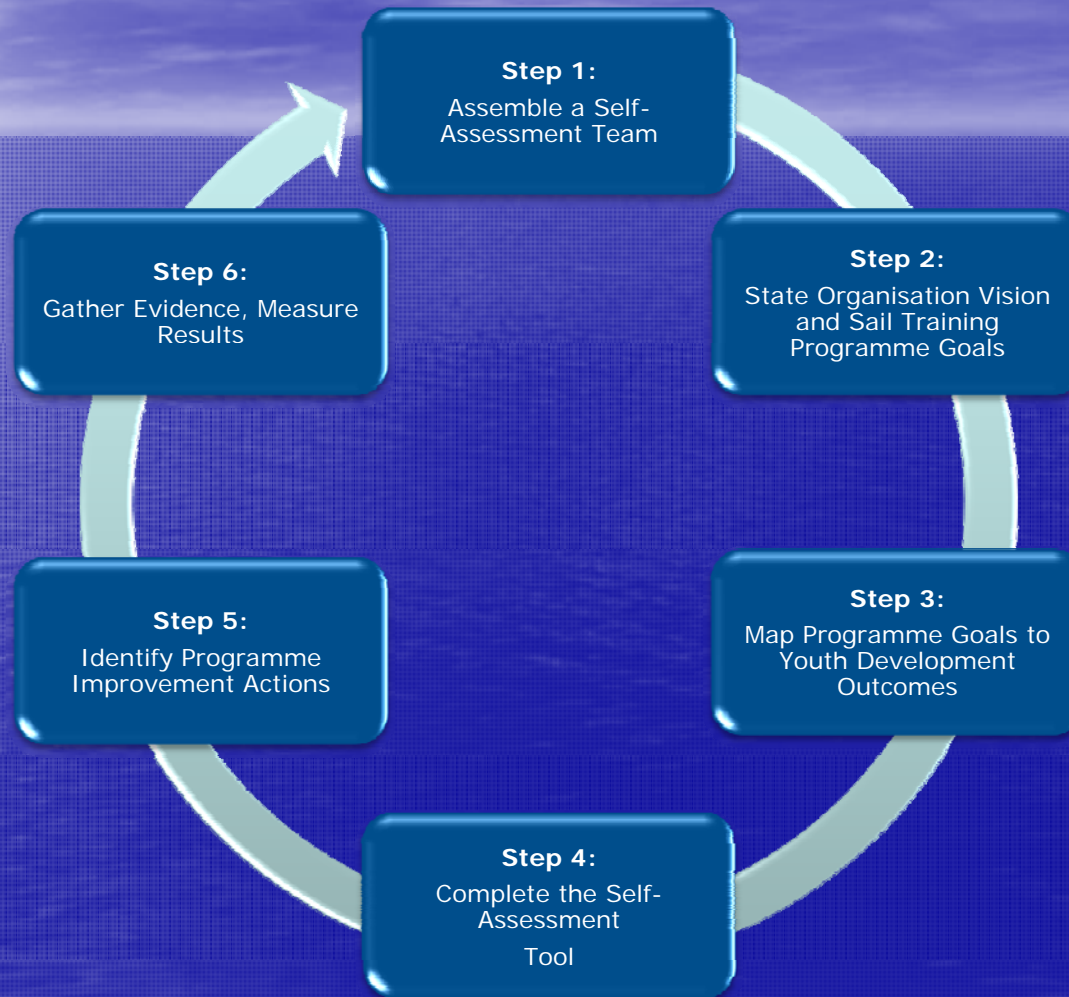 Step 1:
Assemble a Self-
Assessment Team
Step 2:
State Organisation Vision
and Sail Training
Programme Goals
Step 3:
Map Programme Goals to
Youth Development
Outcomes
Step 4:
Complete the Self-
Assessment
Tool
Step 5:
Identify Programme
Improvement Actions
Step 6:
Gather Evidence, Measure
Results